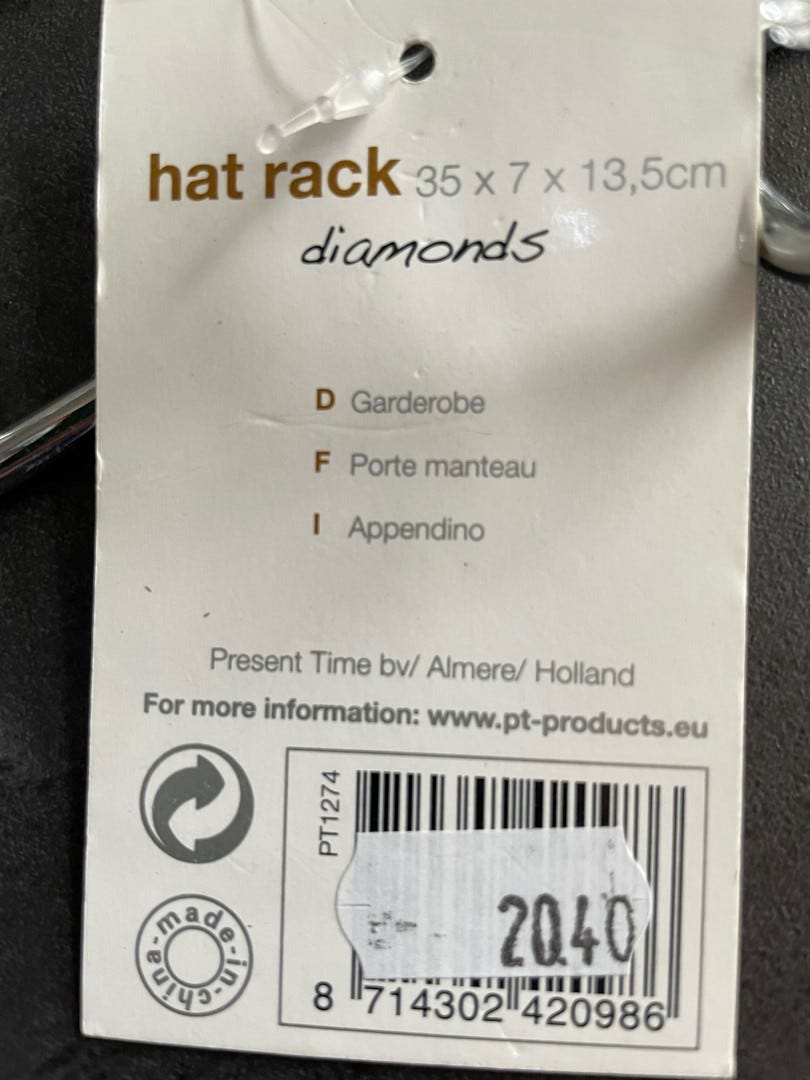 hat rack 35 x 7 x 13,5cm
diamonds
D Garderobe
F Porte manteau
I Appendino
Present Time bv/ Almere/ Holland
For more information: www.pt-products.eu
PT1274
made-in-china-
20.40
8 714302 420986